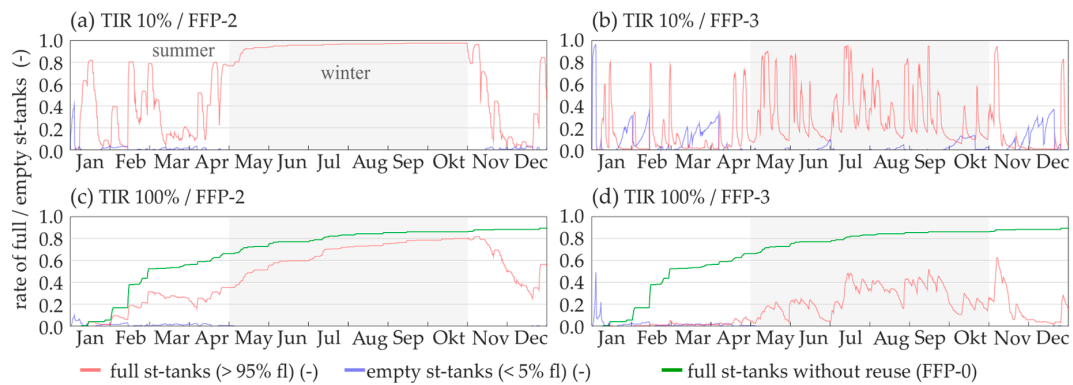 (a) TIR 10% / FFP-2
(b) TIR 10% / FFP-3
rate of full / empty st-tanks (-)
1.0
0.8
0.6
0.4
0.2
0.0
summer
winter
Jan Feb Mar Apr May Jun Jul Aug Sep Okt Nov Dec
1.0
0.8
0.6
0.4
0.2
0.0
Jan Feb Mar Apr May Jun Jul Aug Sep Okt Nov Dec
(c) TIR 100% / FFP-2
(d) TIR 100% / FFP-3
1.0
0.8
0.6
0.4
0.2
0.0
Jan Feb Mar Apr May Jun Jul Aug Sep Okt Nov Dec
1.0
0.8
0.6
0.4
0.2
0.0
Jan Feb Mar Apr May Jun Jul Aug Sep Okt Nov Dec
full st-tanks (> 95% fl) (-)
empty st-tanks (< 5% fl) (-)
full st-tanks without reuse (FFP-0)